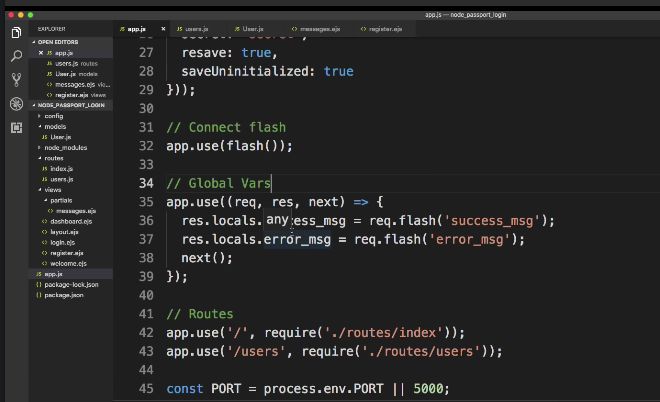 app.js — node_passport_login
EXPLORER
OPEN EDITORS
JS app.js
JS users.js routes
JS User.js models
<> messages.ejs vie...
<> register.ejs views
NODE_PASSPORT_LOGIN
config
models
JS User.js
node_modules
routes
JS index.js
JS users.js
views
partials
<> messages.ejs
<> dashboard.ejs
<> layout.ejs
<> login.ejs
<> register.ejs
<> welcome.ejs
JS app.js
{} package-lock.json
{} package.json
JS app.js × JS users.js JS User.js <> messages.ejs <> register.ejs
27 resave: true,
28 saveUninitialized: true
29 }));
30
31 // Connect flash
32 app.use(flash());
33
34 // Global Vars
35 app.use((req, res, next) => {
any
36 res.locals. ess_msg = req.flash('success_msg');
37 res.locals.error_msg = req.flash('error_msg');
38 next();
39 });
40
41 // Routes
42 app.use('/', require('./routes/index'));
43 app.use('/users', require('./routes/users'));
44
45 const PORT = process.env.PORT || 5000;